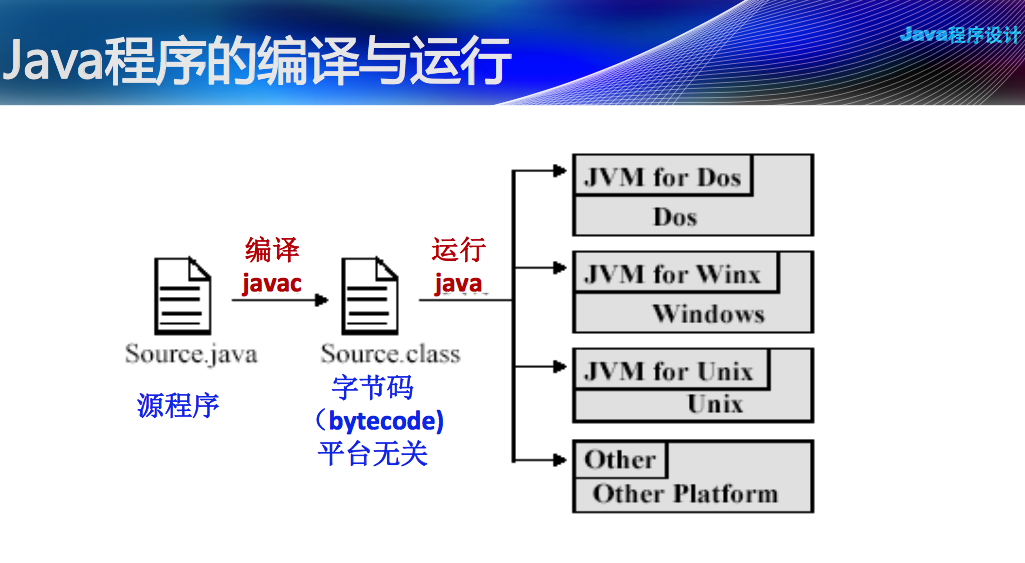 Java程序的编译与运行
Java程序设计
编译
javac
运行
java
Source.java
源程序
Source.class
字节码
（bytecode)
平台无关
JVM for Dos
Dos
JVM for Winx
Windows
JVM for Unix
Unix
Other
Other Platform